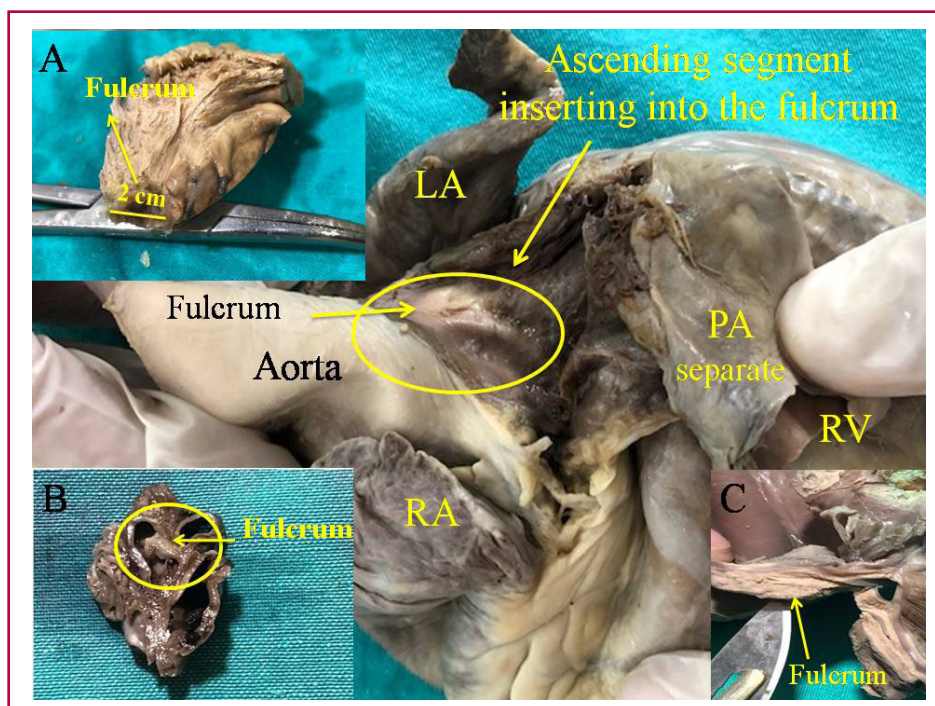 A
Fulcrum
2 cm
Ascending segment
inserting into the fulcrum
LA
Fulcrum
Aorta
PA
separate
RV
B
Fulcrum
RA
C
Fulcrum